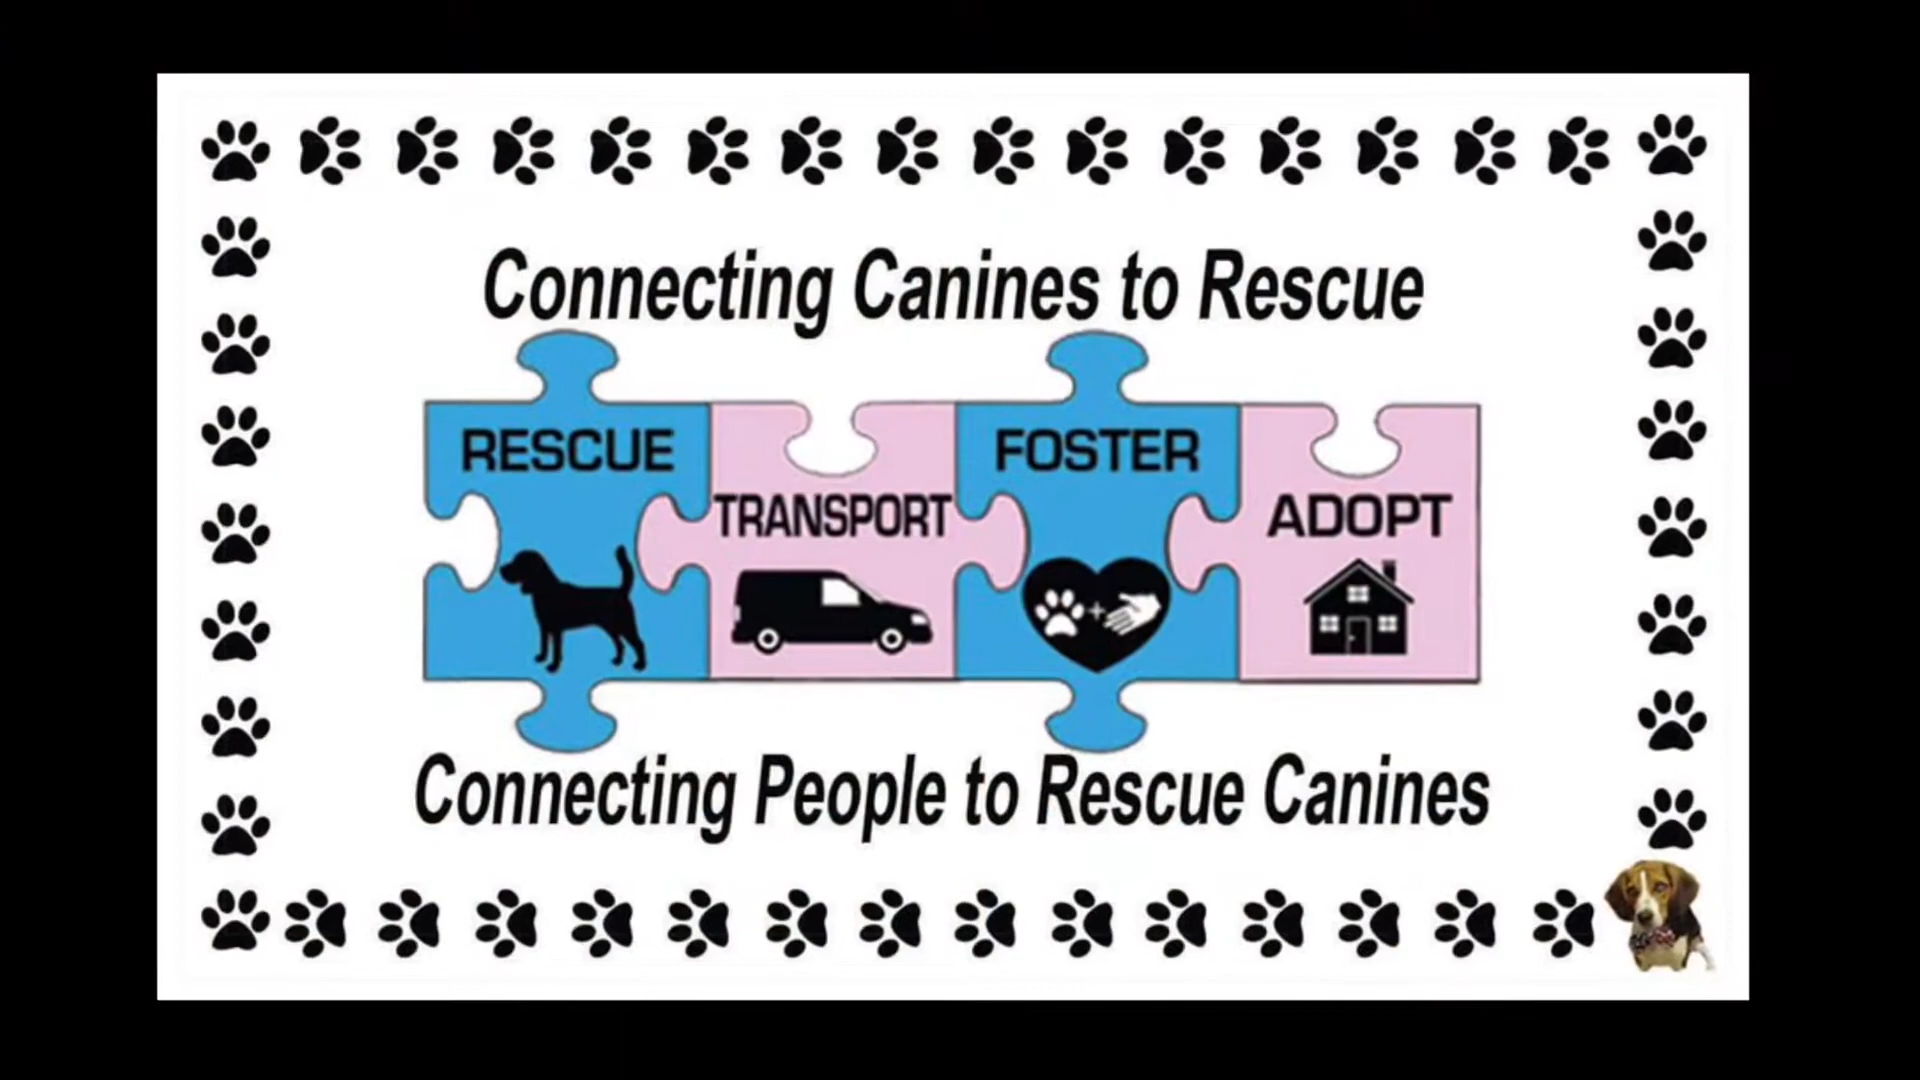 Connecting Canines to Rescue
RESCUE
TRANSPORT
FOSTER
ADOPT
Connecting People to Rescue Canines